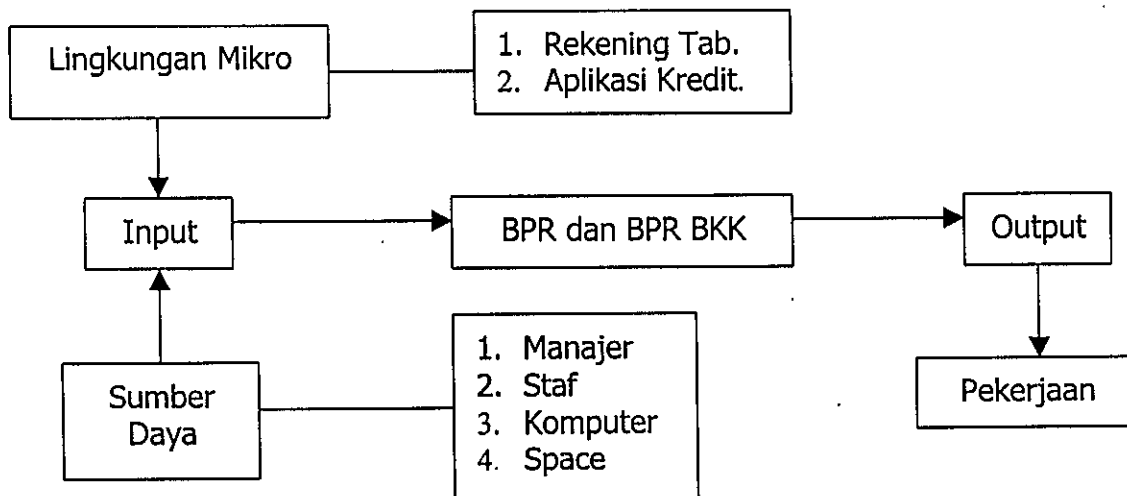 Lingkungan Mikro
1. Rekening Tab.
2. Aplikasi Kredit.
Input
BPR dan BPR BKK
Output
Sumber
Daya
1. Manajer
2. Staf
3. Komputer
4. Space
Pekerjaan